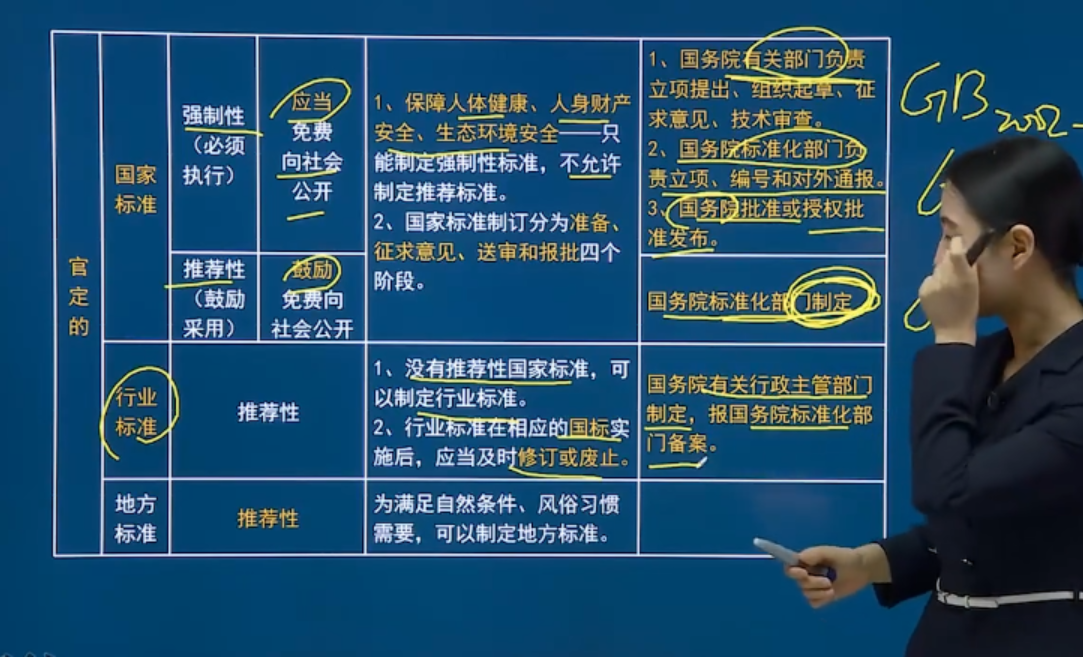 官
定
的
国家
标准
强制性
（必须
执行）
应当
免费
向社会
公开
1、保障人体健康、人身财产
安全、生态环境安全——只
能制定强制性标准，不允许
制定推荐标准。
2、国家标准制订分为准备、
征求意见、送审和报批四个
阶段。
1、国务院有关部门负责
立项提出、组织起草、征
求意见、技术审查。
2、国务院标准化部门负
责立项、编号和对外通报。
3、国务院批准或授权批
准发布。
推荐性
（鼓励
采用）
鼓励
免费向
社会公开
国务院标准化部门制定
行业
标准
推荐性
1、没有推荐性国家标准，可
以制定行业标准。
2、行业标准在相应的国标实
施后，应当及时修订或废止。
国务院有关行政主管部门
制定，报国务院标准化部
门备案。
地方
标准
推荐性
为满足自然条件、风俗习惯
需要，可以制定地方标准。
GB